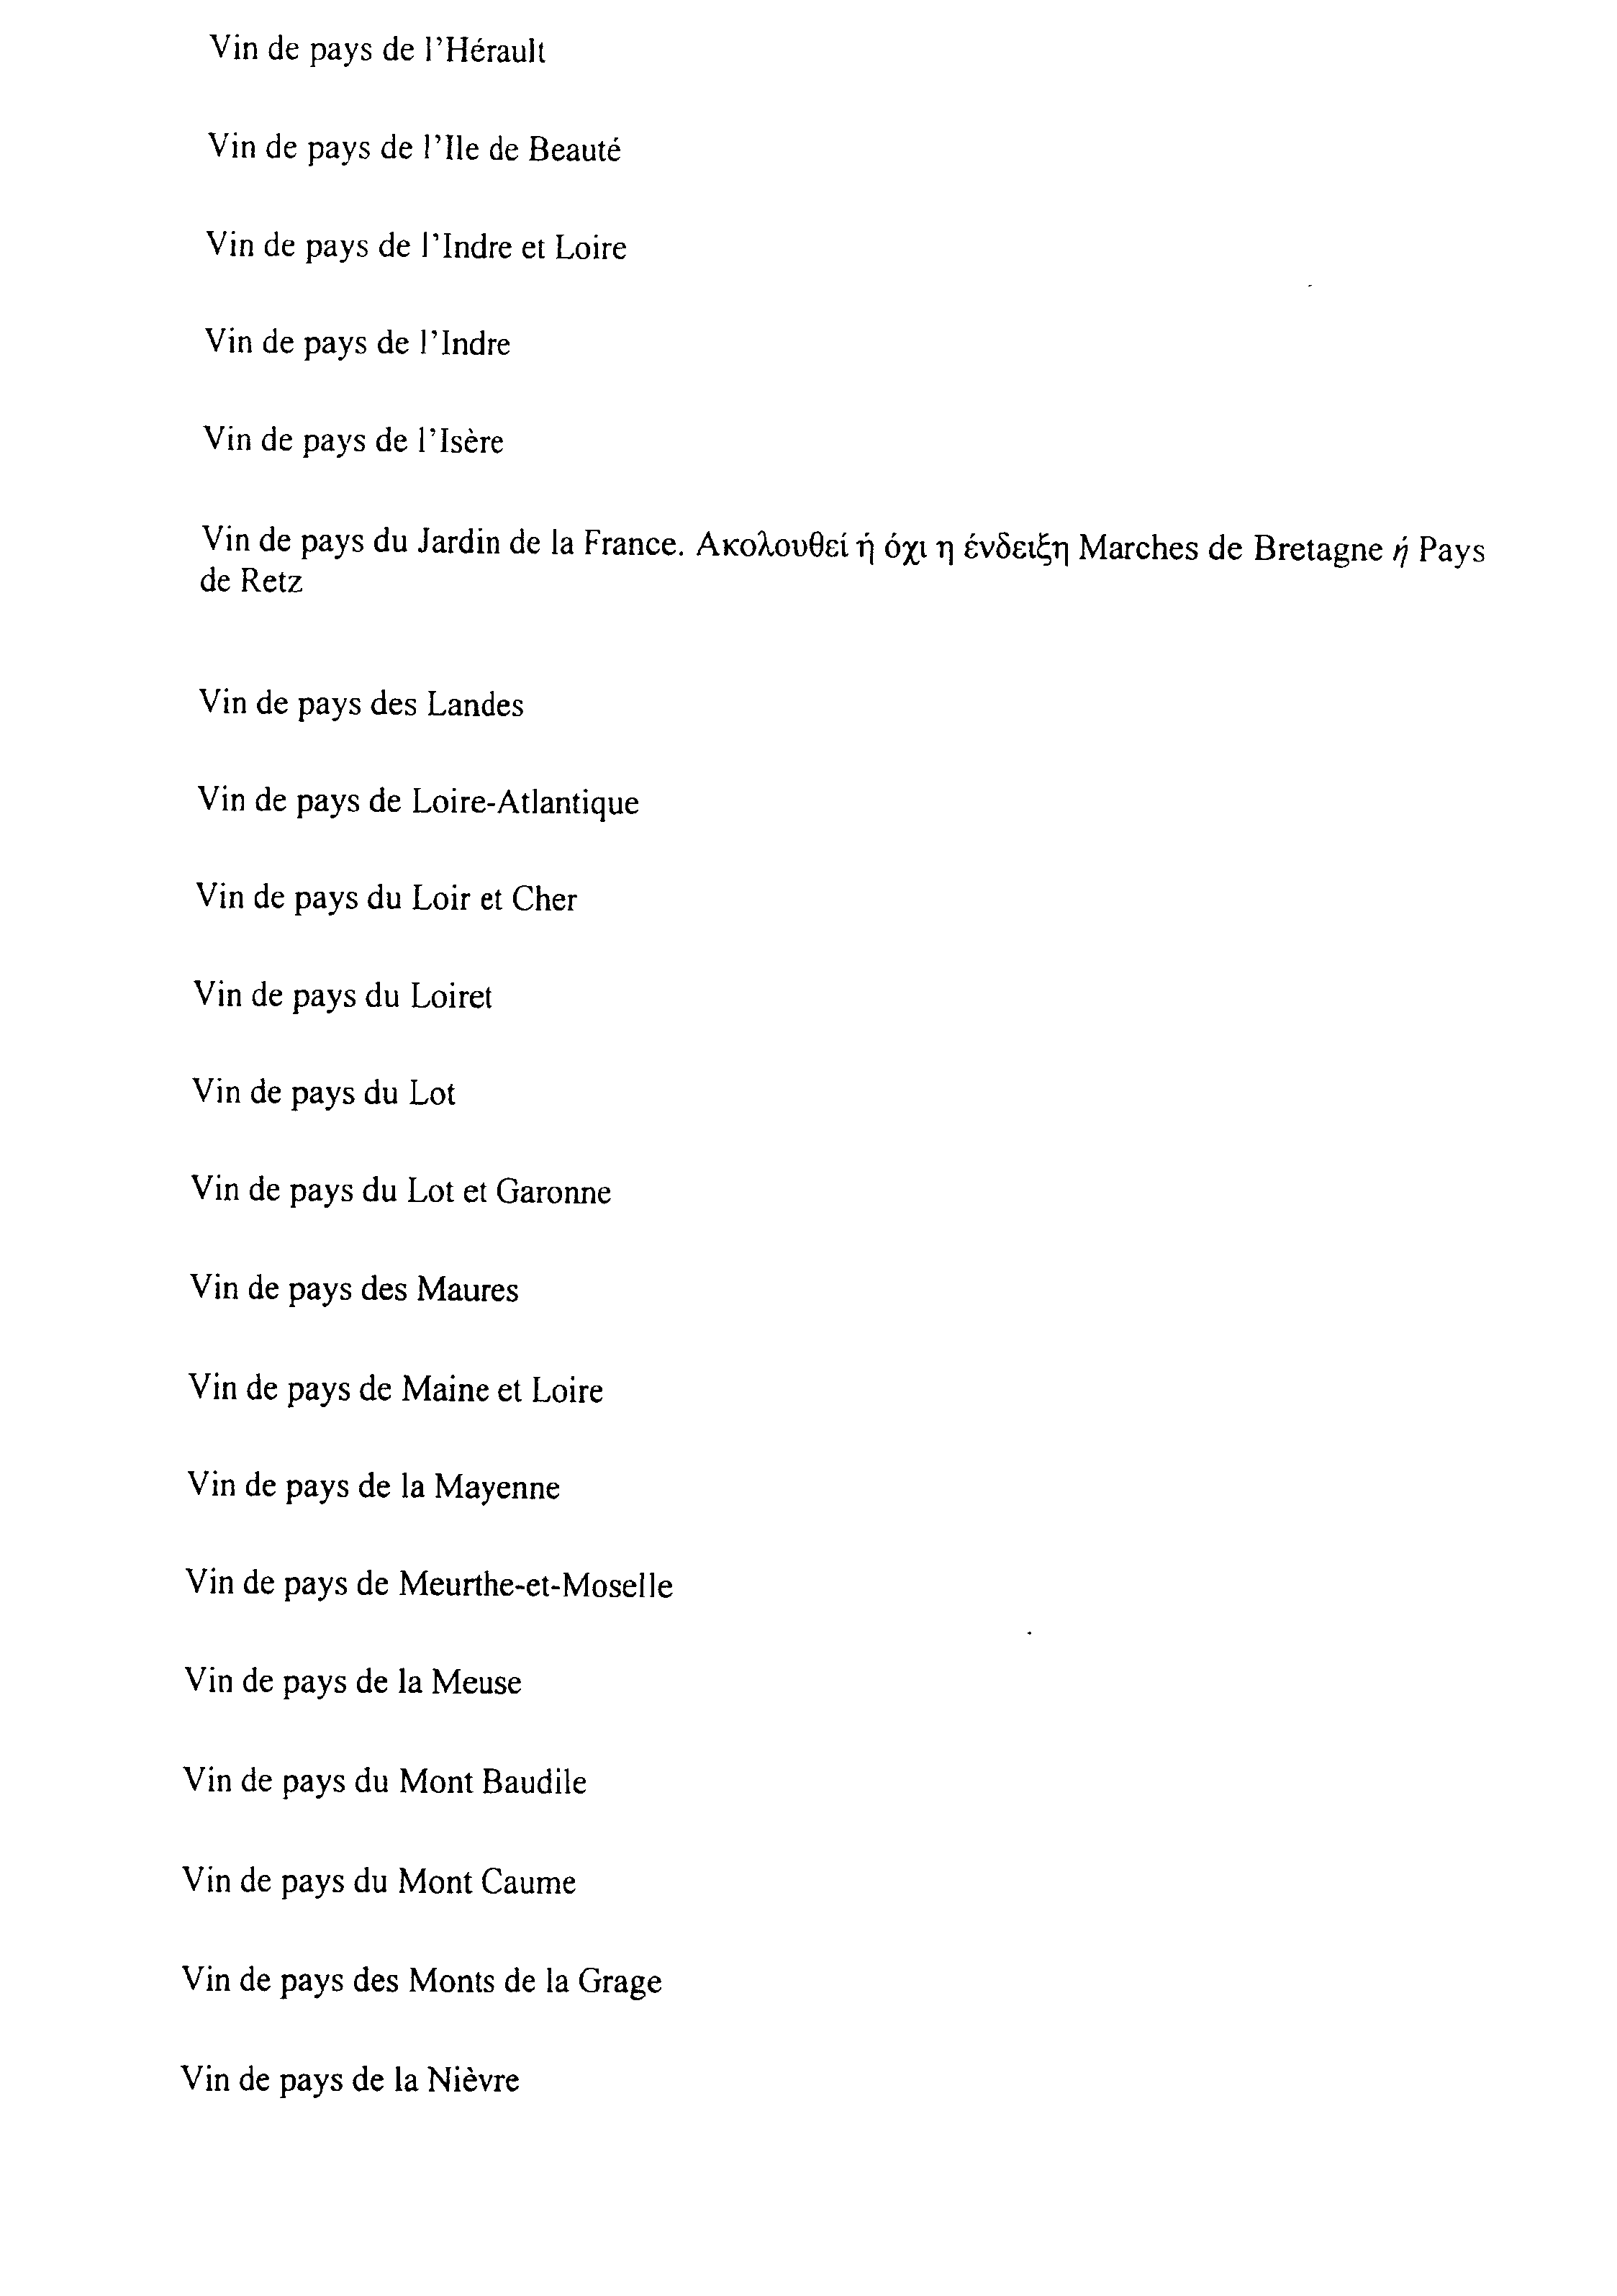 Vin de pays de l’Hérault
Vin de pays de l’Ile de Beauté
Vin de pays de l’Indre et Loire
Vin de pays de l’Indre
Vin de pays de l’Isère
Vin de pays du Jardin de la France. Ακολουθεί ή όχι η ένδειξη Marches de Bretagne ή Pays
de Retz
Vin de pays des Landes
Vin de pays de Loire-Atlantique
Vin de pays du Loir et Cher
Vin de pays du Loiret
Vin de pays du Lot
Vin de pays du Lot et Garonne
Vin de pays des Maures
Vin de pays de Maine et Loire
Vin de pays de la Mayenne
Vin de pays de Meurthe-et-Moselle
Vin de pays de la Meuse
Vin de pays du Mont Baudile
Vin de pays du Mont Caume
Vin de pays des Monts de la Grage
Vin de pays de la Nièvre